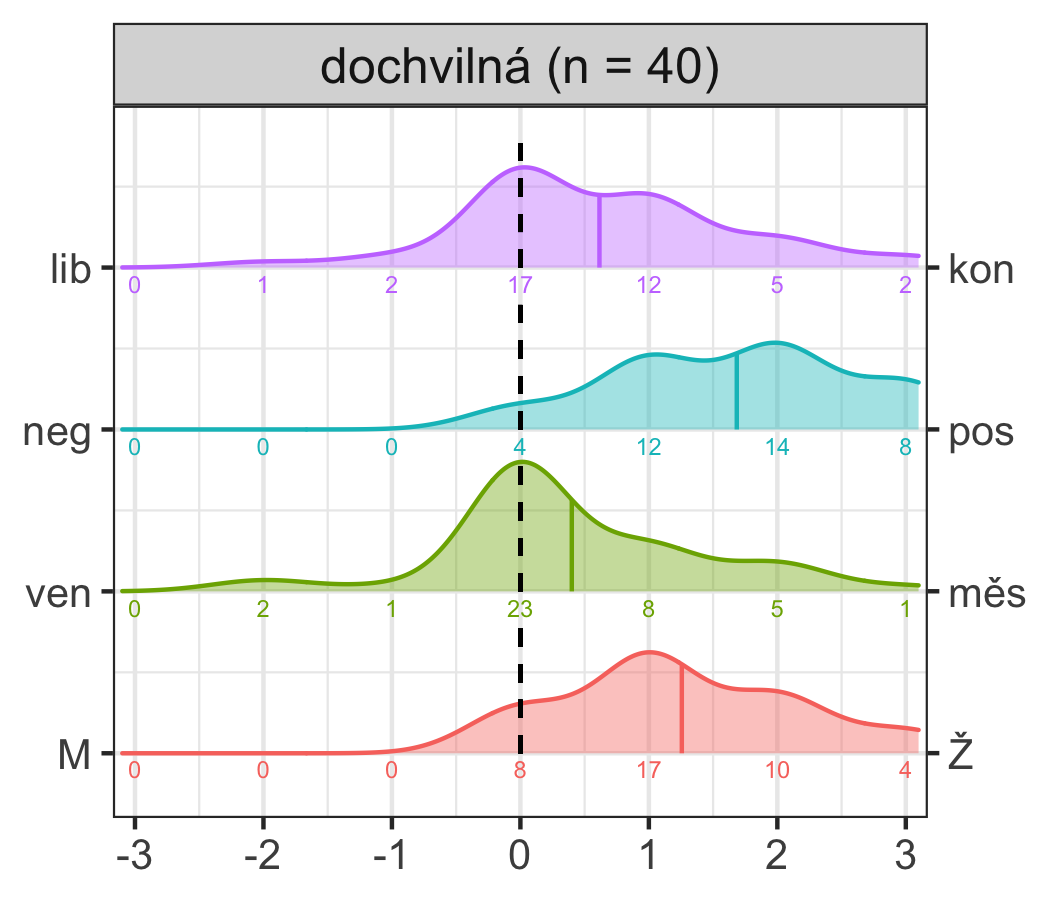 dochvilná (n = 40)
lib kon
0 1 2 17 12 5 2
neg pos
0 0 0 4 12 14 8
ven měs
0 2 1 23 8 5 1
M Ž
0 0 0 8 17 10 4
-3 -2 -1 0 1 2 3